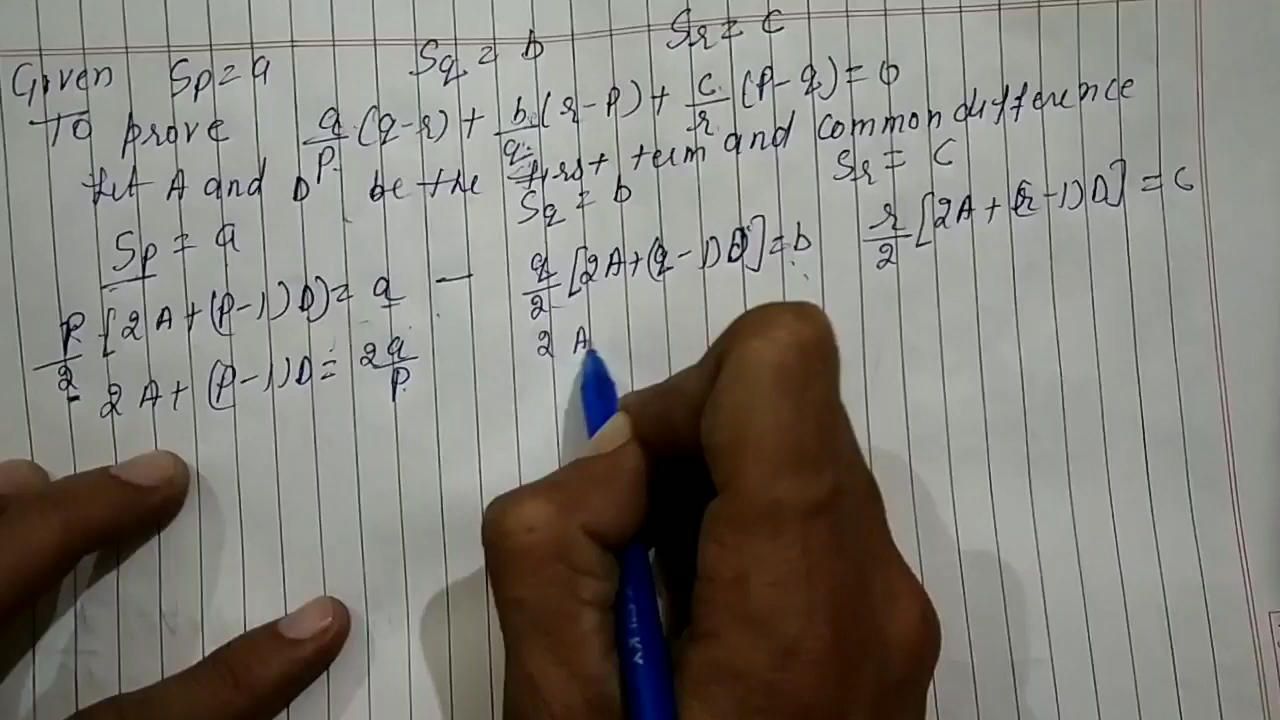 Given Sp = a Sq = b Sr = c
To prove a/p (q-r) + b/q (r-p) + c/r (p-q) = 0
Let A and D be the first term and common difference
Sp = a Sq = b Sr = c
p/2 [2A+(p-1)D] = a — q/2 [2A+(q-1)D] = b r/2 [2A+(r-1)D] = c
2A+(p-1)D = 2a/p 2A